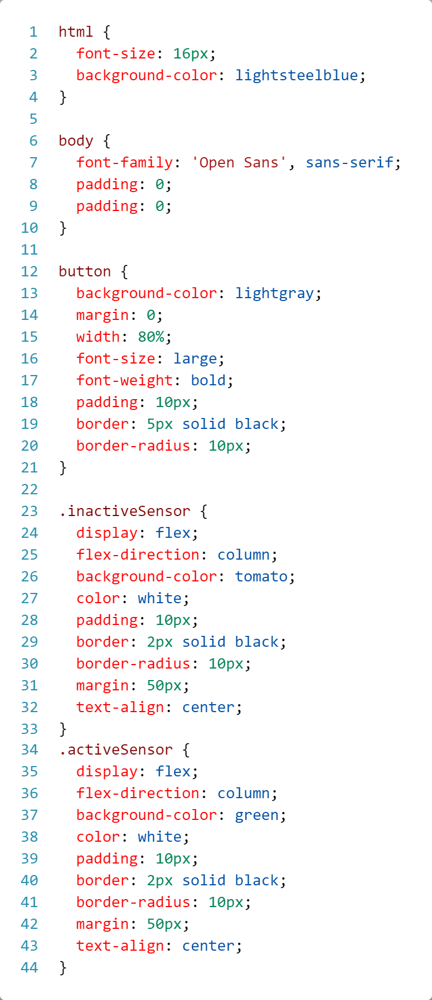 1 html {
2   font-size: 16px;
3   background-color: lightsteelblue;
4 }
5
6 body {
7   font-family: 'Open Sans', sans-serif;
8   padding: 0;
9   padding: 0;
10 }
11
12 button {
13   background-color: lightgray;
14   margin: 0;
15   width: 80%;
16   font-size: large;
17   font-weight: bold;
18   padding: 10px;
19   border: 5px solid black;
20   border-radius: 10px;
21 }
22
23 .inactiveSensor {
24   display: flex;
25   flex-direction: column;
26   background-color: tomato;
27   color: white;
28   padding: 10px;
29   border: 2px solid black;
30   border-radius: 10px;
31   margin: 50px;
32   text-align: center;
33 }
34 .activeSensor {
35   display: flex;
36   flex-direction: column;
37   background-color: green;
38   color: white;
39   padding: 10px;
40   border: 2px solid black;
41   border-radius: 10px;
42   margin: 50px;
43   text-align: center;
44 }